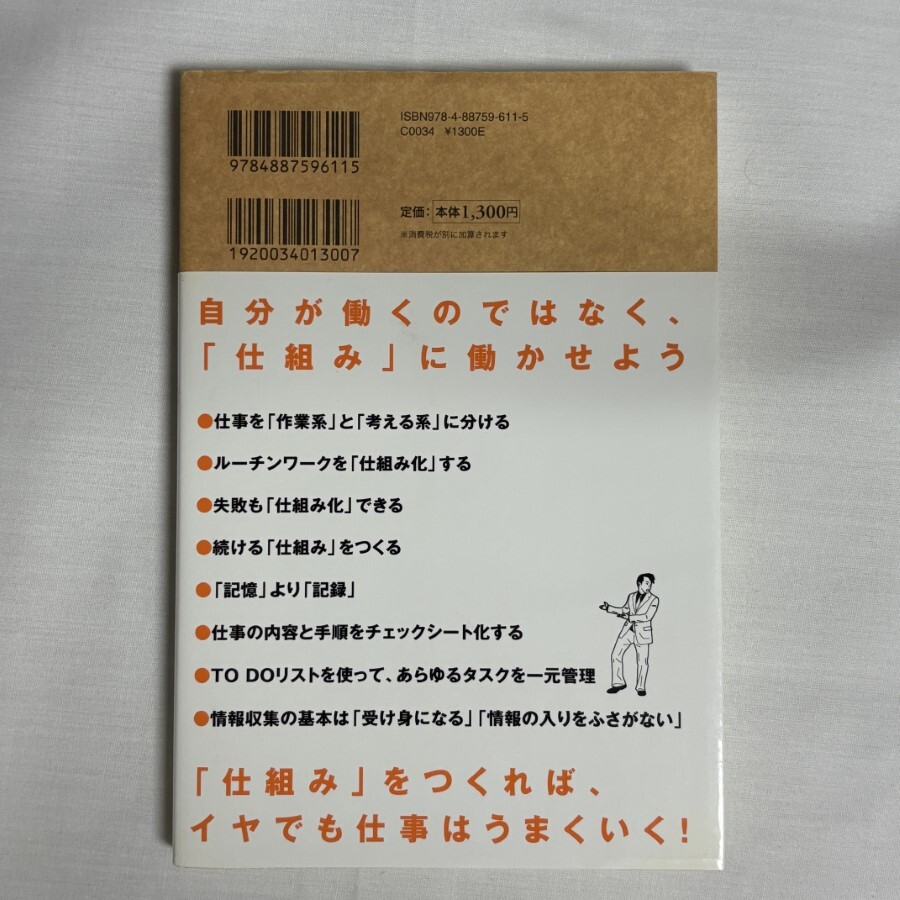 ISBN978-4-88759-611-5
C0034 ¥1300E
9784887596115
定価：本体1,300円
※消費税が別に加算されます
1920034013007
自分が働くのではなく、
「仕組み」に働かせよう
●仕事を「作業系」と「考える系」に分ける
●ルーチンワークを「仕組み化」する
●失敗も「仕組み化」できる
●続ける「仕組み」をつくる
●「記憶」より「記録」
●仕事の内容と手順をチェックシート化する
●TO DOリストを使って、あらゆるタスクを一元管理
●情報収集の基本は「受け身になる」「情報の入りをふさがない」
「仕組み」をつくれば、
イヤでも仕事はうまくいく！